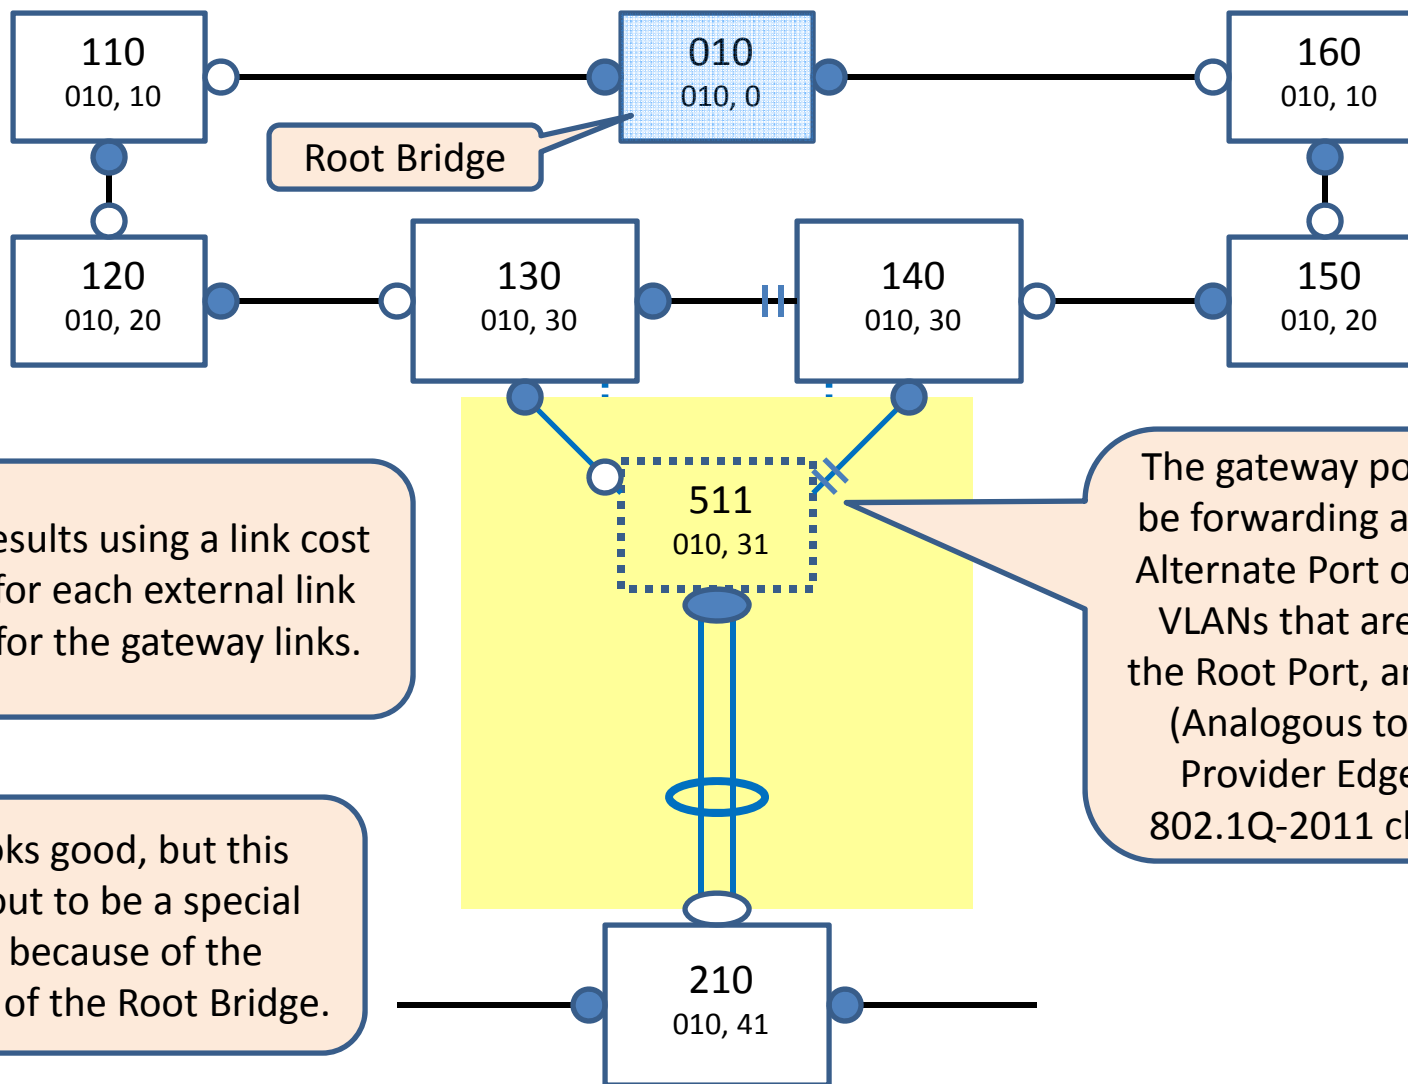 110
010, 10
010
010, 0
160
010, 10
Root Bridge
120
010, 20
130
010, 30
140
010, 30
150
010, 20
511
010, 31
esults using a link cost
for each external link
for the gateway links.
The gateway po
be forwarding a
Alternate Port o
VLANs that are
the Root Port, an
(Analogous to
Provider Edge
802.1Q-2011 cl
oks good, but this
out to be a special
because of the
of the Root Bridge.
210
010, 41